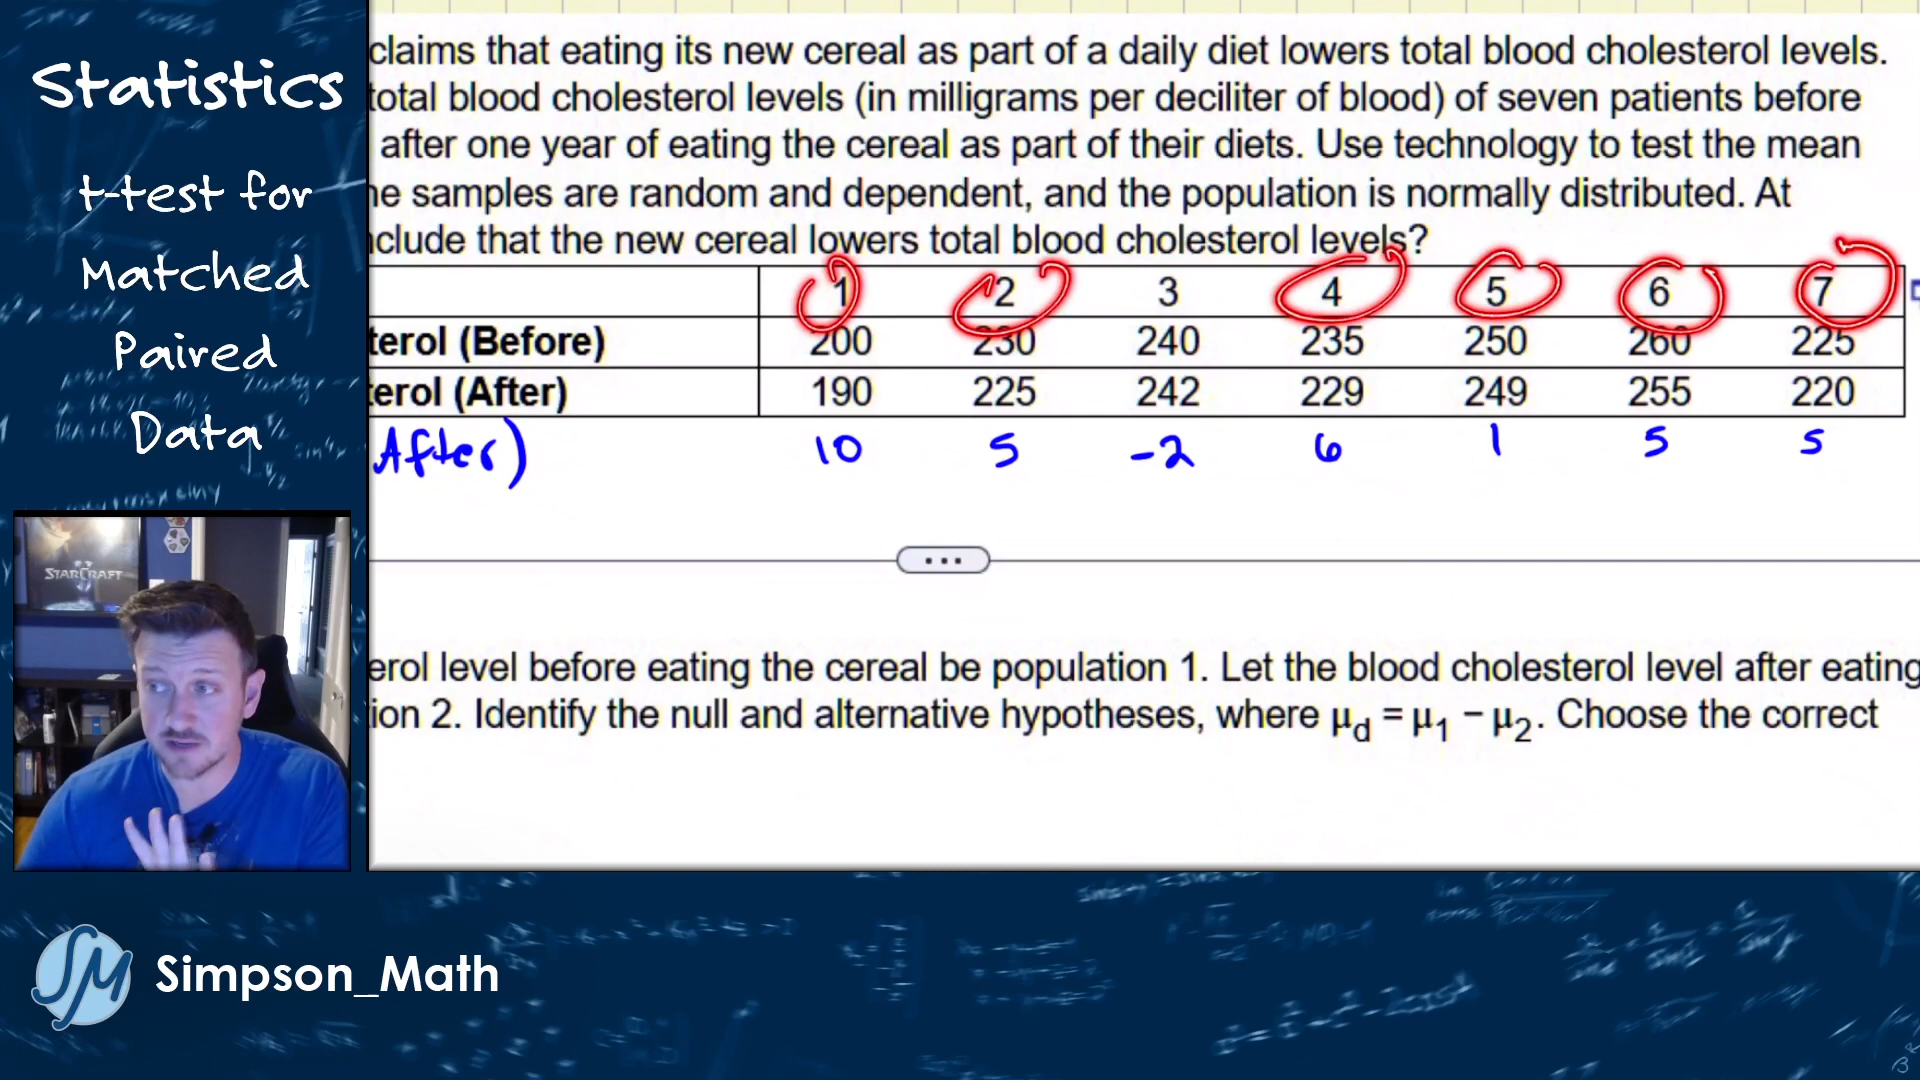 Statistics
t-test for
Matched
Paired
Data
claims that eating its new cereal as part of a daily diet lowers total blood cholesterol levels.
total blood cholesterol levels (in milligrams per deciliter of blood) of seven patients before
after one year of eating the cereal as part of their diets. Use technology to test the mean
he samples are random and dependent, and the population is normally distributed. At
nclude that the new cereal lowers total blood cholesterol levels?
1 2 3 4 5 6 7
terol (Before) 200 230 240 235 250 260 225
terol (After) 190 225 242 229 249 255 220
After) 10 5 -2 6 1 5 5
STARCRAFT
II
erol level before eating the cereal be population 1. Let the blood cholesterol level after eating
ion 2. Identify the null and alternative hypotheses, where μd = μ1 − μ2. Choose the correct
SM
Simpson_Math